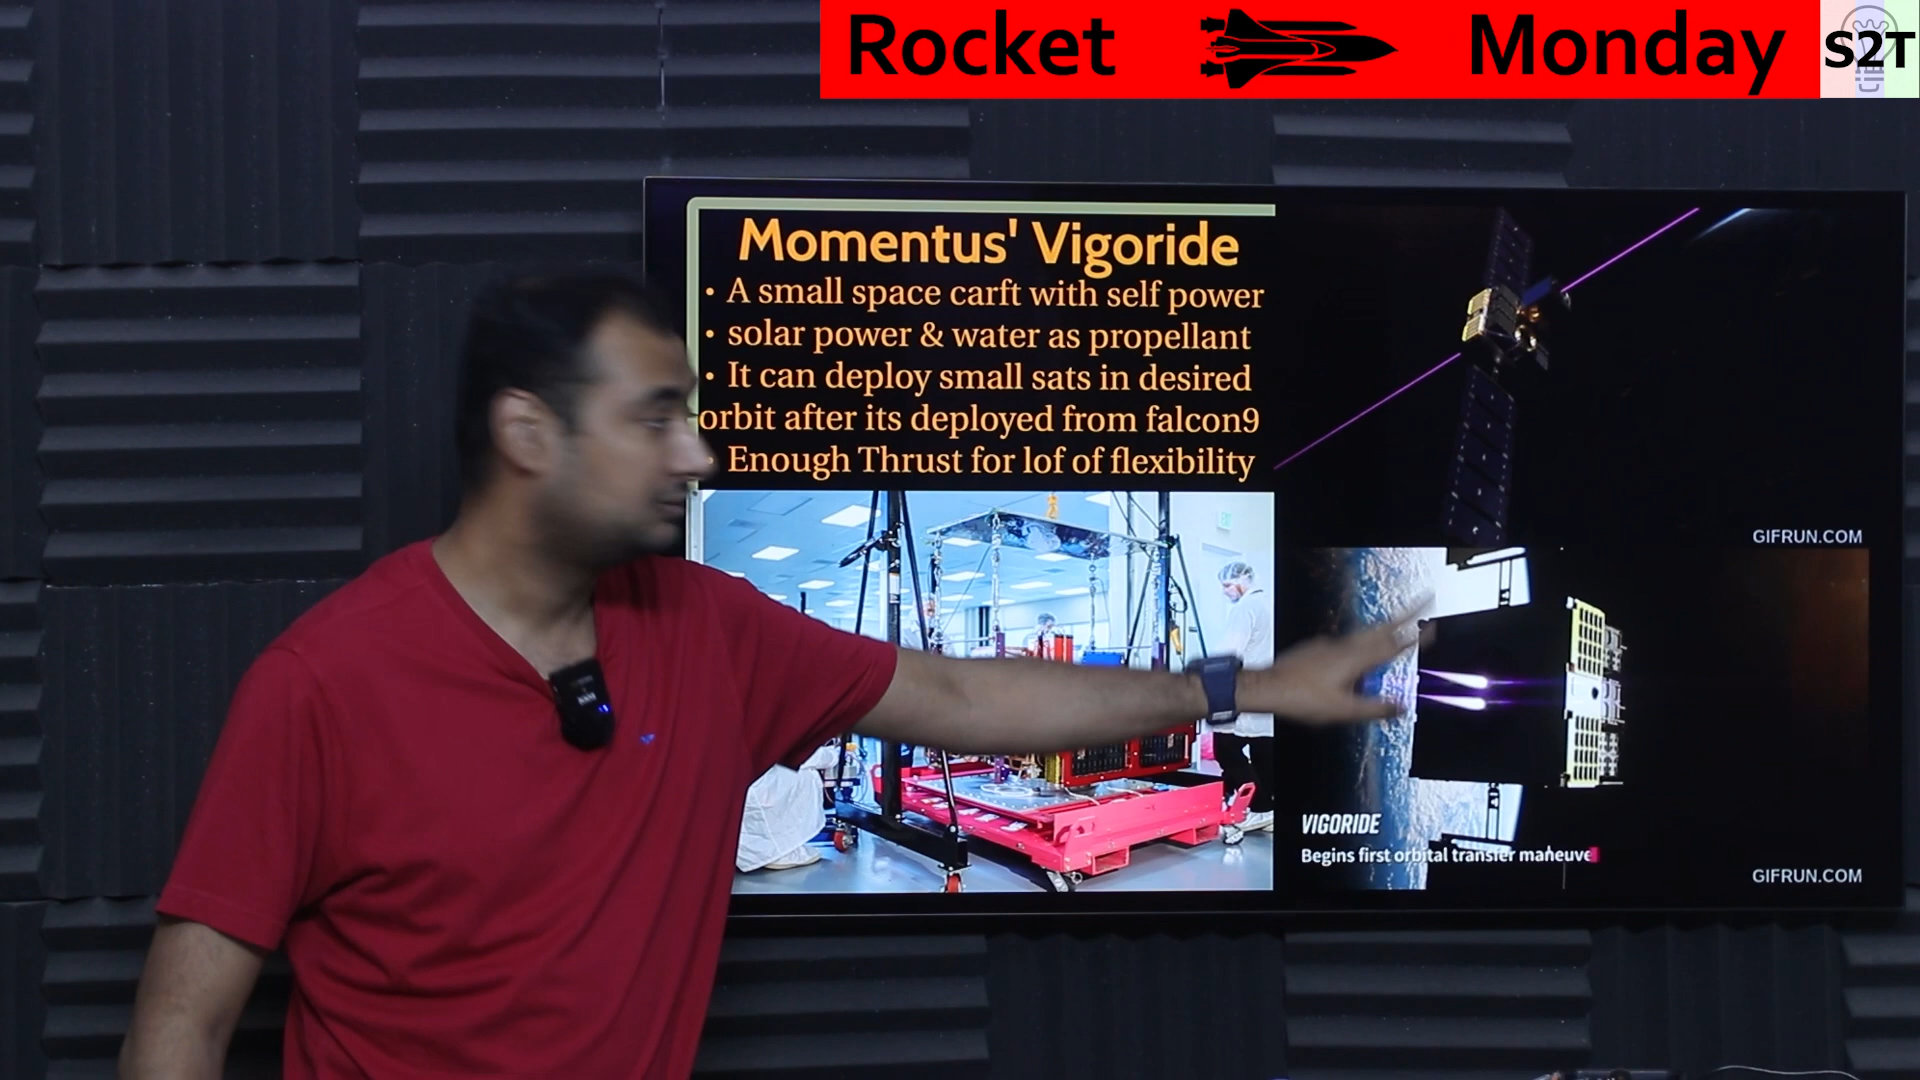 Rocket Monday S2T
Momentus' Vigoride
• A small space carft with self power
• solar power & water as propellant
• It can deploy small sats in desired
orbit after its deployed from falcon9
• Enough Thrust for lof of flexibility
GIFRUN.COM
VIGORIDE
Begins first orbital transfer maneuve
GIFRUN.COM